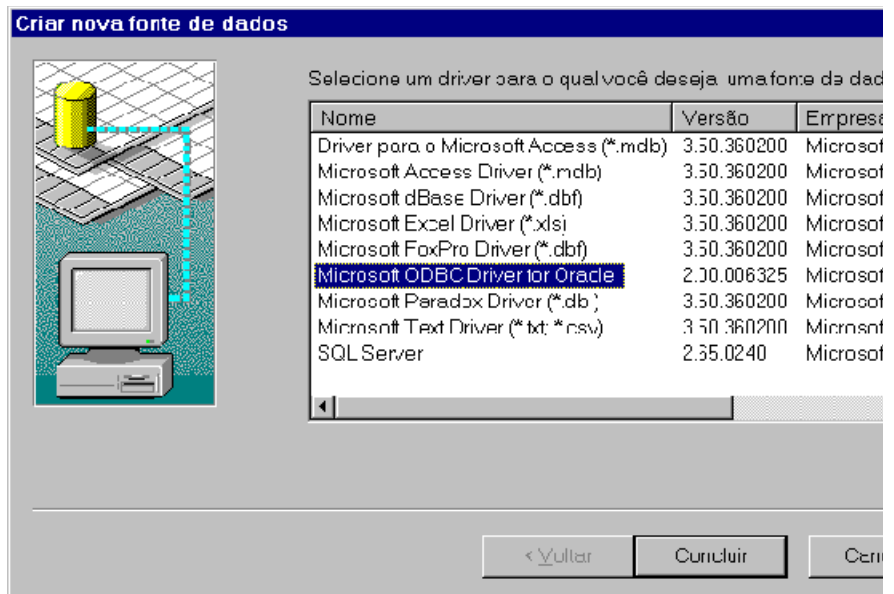 Criar nova fonte de dados
Selecione um driver para o qual você deseja uma fonte de dad
Nome Versão Empresa
Driver para o Microsoft Access (*.mdb) 3.50.360200 Microsof
Microsoft Access Driver (*.mdb) 3.50.360200 Microsof
Microsoft dBase Driver (*.dbf) 3.50.360200 Microsof
Microsoft Excel Driver (*.xls) 3.50.360200 Microsof
Microsoft FoxPro Driver (*.dbf) 3.50.360200 Microsof
Microsoft ODBC Driver for Oracle 2.00.006325 Microsof
Microsoft Paradox Driver (*.db ) 3.50.360200 Microsof
Microsoft Text Driver (*.txt; *.csv) 3.50.360200 Microsof
SQL Server 2.65.0240 Microsof
< Voltar Concluir Canc